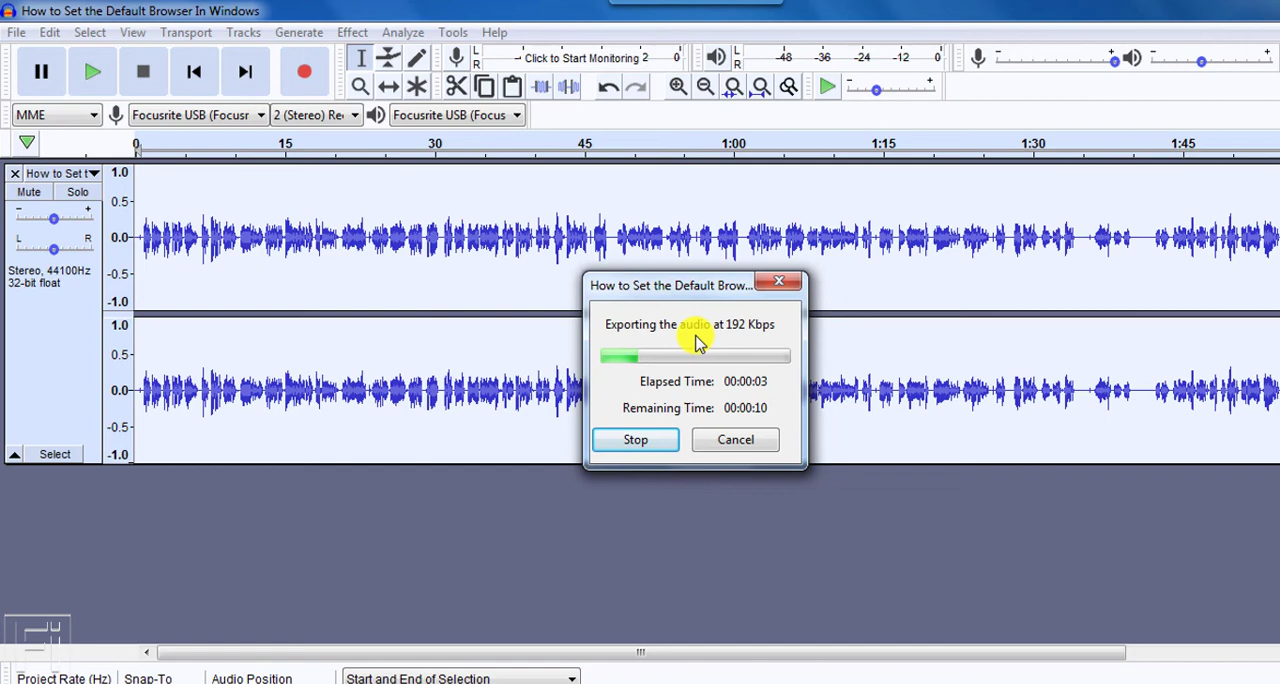 How to Set the Default Browser In Windows
File Edit Select View Transport Tracks Generate Effect Analyze Tools Help
L R Click to Start Monitoring 2 0 L R -48 -36 -24 -12 0 - + - +
- +
MME Focusrite USB (Focusr 2 (Stereo) Re Focusrite USB (Focus
0 15 30 45 1:00 1:15 1:30 1:45
How to Set t
Mute Solo
- +
L R
Stereo, 44100Hz
32-bit float
1.0
0.5
0.0
-0.5
-1.0
1.0
0.5
0.0
-0.5
-1.0
Select
How to Set the Default Brow...
Exporting the audio at 192 Kbps
Elapsed Time: 00:00:03
Remaining Time: 00:00:10
Stop Cancel
Project Rate (Hz) Snap-To Audio Position Start and End of Selection